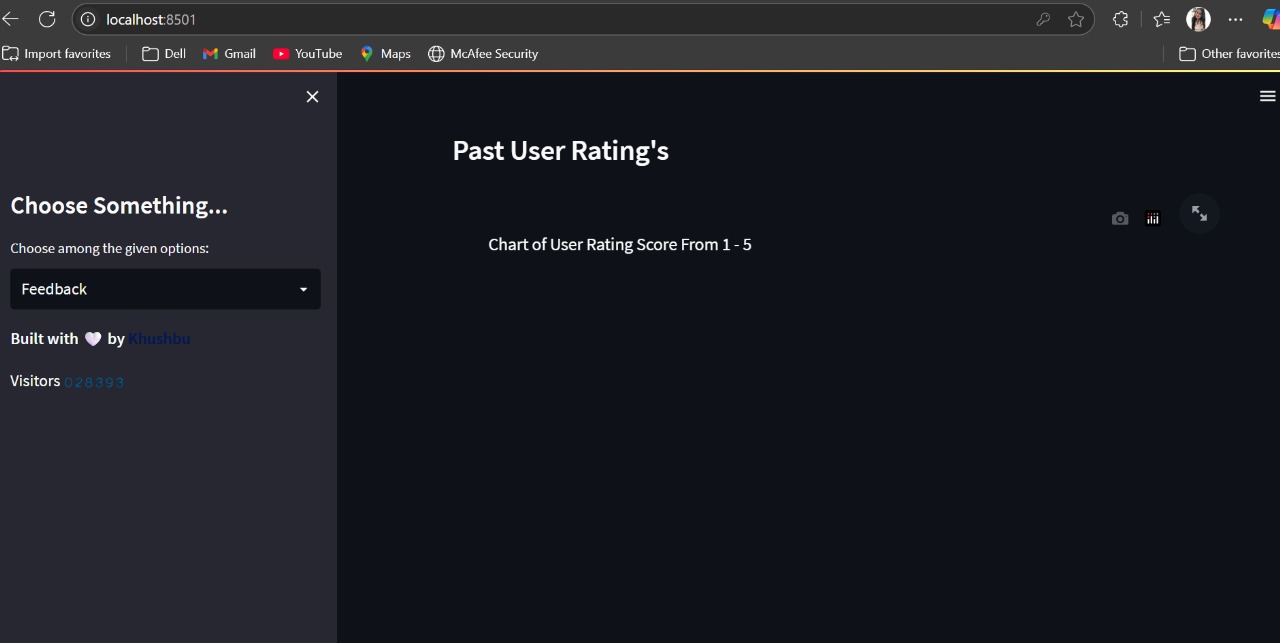 localhost:8501
Import favorites Dell Gmail YouTube Maps McAfee Security Other favorites
Past User Rating's
Choose Something...
Choose among the given options:
Chart of User Rating Score From 1 - 5
Feedback
Built with 🤍 by Khushbu
Visitors 028393